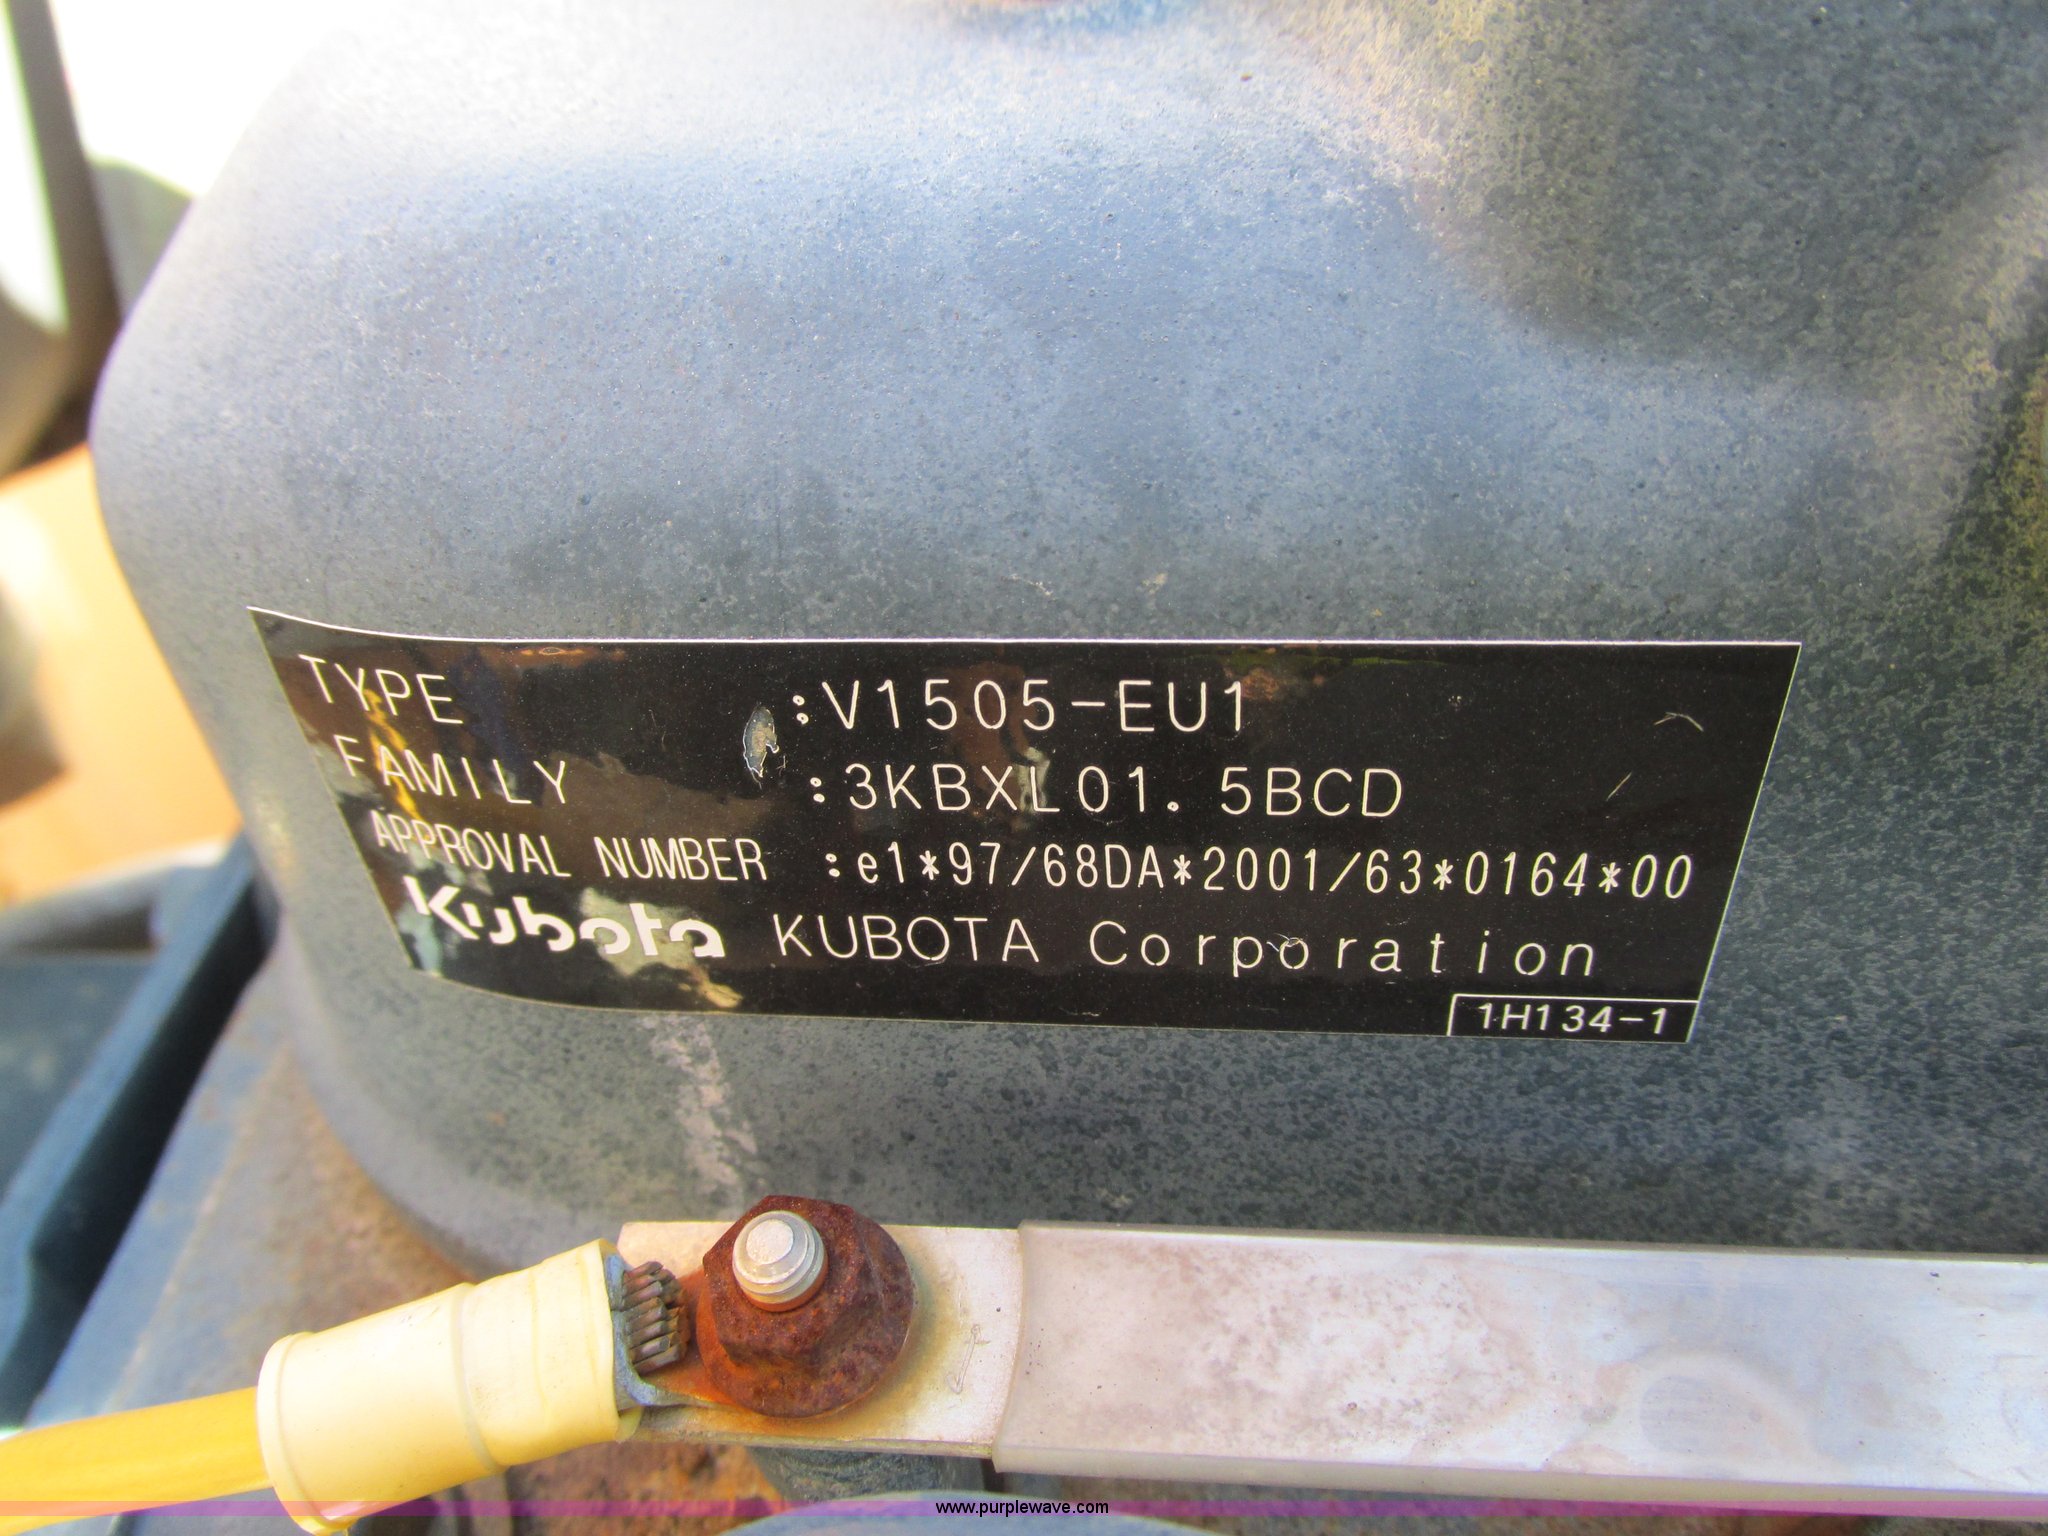 TYPE :V1505-EU1
FAMILY :3KBXL01.5BCD
APPROVAL NUMBER :e1*97/68DA*2001/63*0164*00
Kubota KUBOTA Corporation
1H134-1
www.purplewave.com